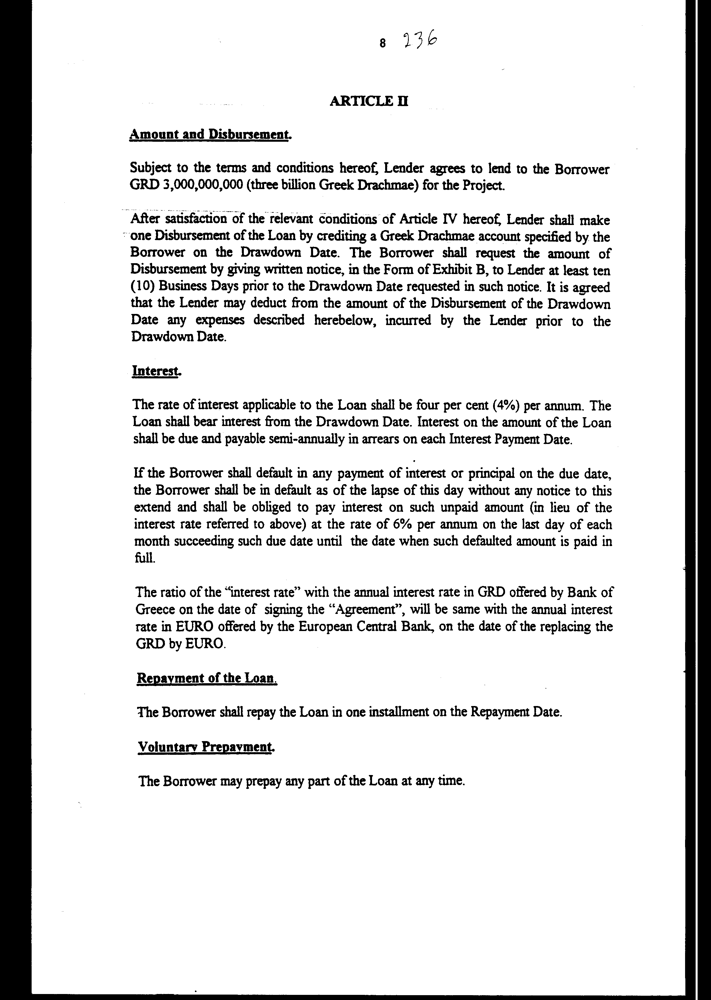 8 236
ARTICLE II
Amount and Disbursement.
Subject to the terms and conditions hereof, Lender agrees to lend to the Borrower
GRD 3,000,000,000 (three billion Greek Drachmae) for the Project.
After satisfaction of the relevant conditions of Article IV hereof, Lender shall make
one Disbursement of the Loan by crediting a Greek Drachmae account specified by the
Borrower on the Drawdown Date. The Borrower shall request the amount of
Disbursement by giving written notice, in the Form of Exhibit B, to Lender at least ten
(10) Business Days prior to the Drawdown Date requested in such notice. It is agreed
that the Lender may deduct from the amount of the Disbursement of the Drawdown
Date any expenses described herebelow, incurred by the Lender prior to the
Drawdown Date.
Interest.
The rate of interest applicable to the Loan shall be four per cent (4%) per annum. The
Loan shall bear interest from the Drawdown Date. Interest on the amount of the Loan
shall be due and payable semi-annually in arrears on each Interest Payment Date.
If the Borrower shall default in any payment of interest or principal on the due date,
the Borrower shall be in default as of the lapse of this day without any notice to this
extend and shall be obliged to pay interest on such unpaid amount (in lieu of the
interest rate referred to above) at the rate of 6% per annum on the last day of each
month succeeding such due date until the date when such defaulted amount is paid in
full.
The ratio of the “interest rate” with the annual interest rate in GRD offered by Bank of
Greece on the date of signing the “Agreement”, will be same with the annual interest
rate in EURO offered by the European Central Bank, on the date of the replacing the
GRD by EURO.
Repayment of the Loan.
The Borrower shall repay the Loan in one installment on the Repayment Date.
Voluntary Prepayment.
The Borrower may prepay any part of the Loan at any time.